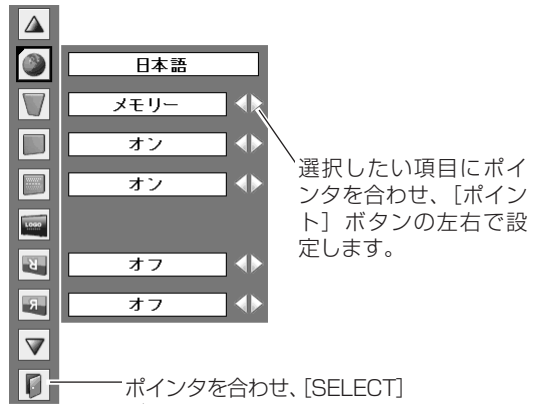 日本語
メモリー
オン
オン
LOGO
R
オフ
R
オフ
選択したい項目にポイ
ンタを合わせ、[ポイン
ト]ボタンの左右で設
定します。
ポインタを合わせ、[SELECT]